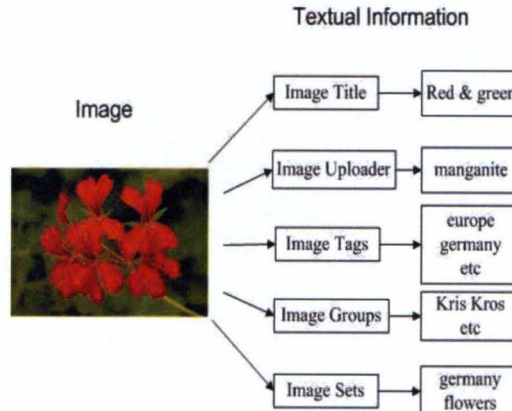 Textual Information
Image
Image Title
Red & green
Image Uploader
manganite
Image Tags
europe
germany
etc
Image Groups
Kris Kros
etc
Image Sets
germany
flowers